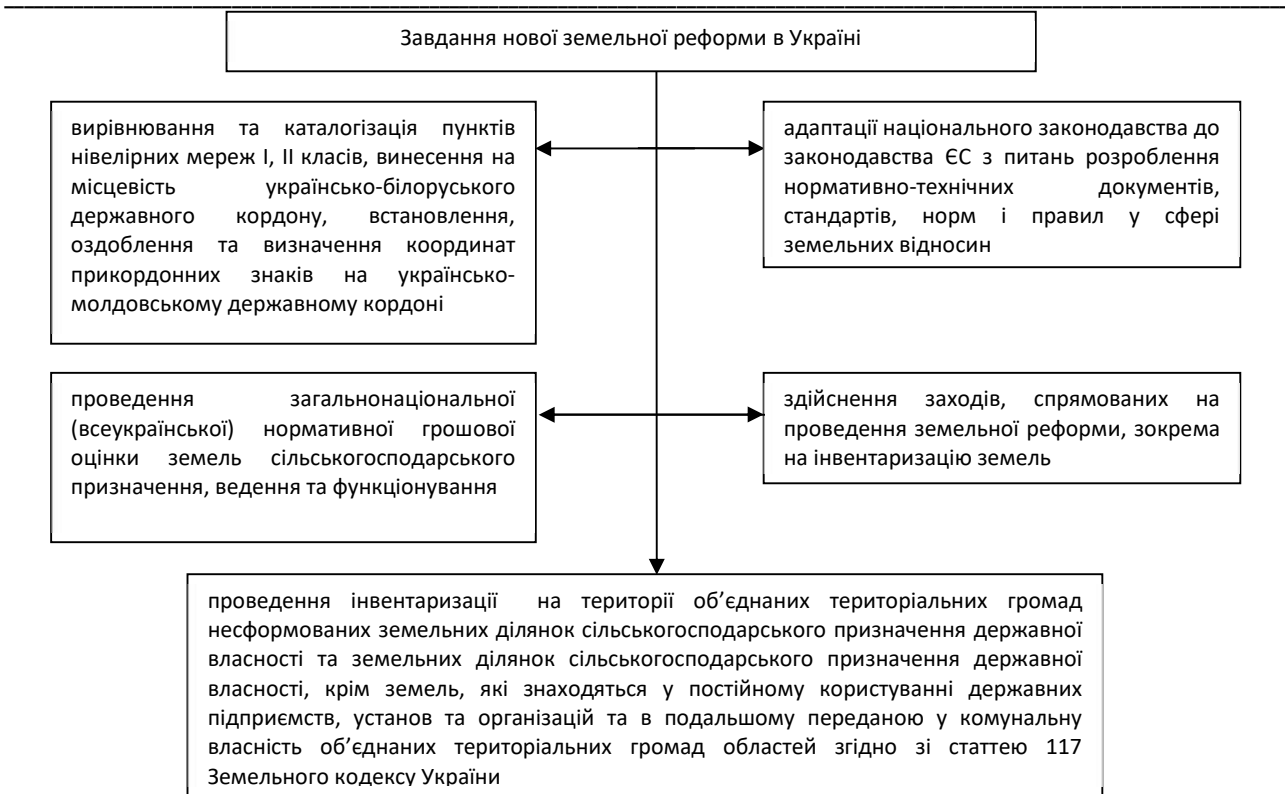 Завдання нової земельної реформи в Україні
вирівнювання та каталогізація пунктів
нівелірних мереж І, ІІ класів, винесення на
місцевість українсько-білоруського
державного кордону, встановлення,
оздоблення та визначення координат
прикордонних знаків на українсько-
молдовському державному кордоні
адаптації національного законодавства до
законодавства ЄС з питань розроблення
нормативно-технічних документів,
стандартів, норм і правил у сфері
земельних відносин
проведення загальнонаціональної
(всеукраїнської) нормативної грошової
оцінки земель сільськогосподарського
призначення, ведення та функціонування
здійснення заходів, спрямованих на
проведення земельної реформи, зокрема
на інвентаризацію земель
проведення інвентаризації на території об’єднаних територіальних громад
несформованих земельних ділянок сільськогосподарського призначення державної
власності та земельних ділянок сільськогосподарського призначення державної
власності, крім земель, які знаходяться у постійному користуванні державних
підприємств, установ та організацій та в подальшому переданою у комунальну
власність об’єднаних територіальних громад областей згідно зі статтею 117
Земельного кодексу України